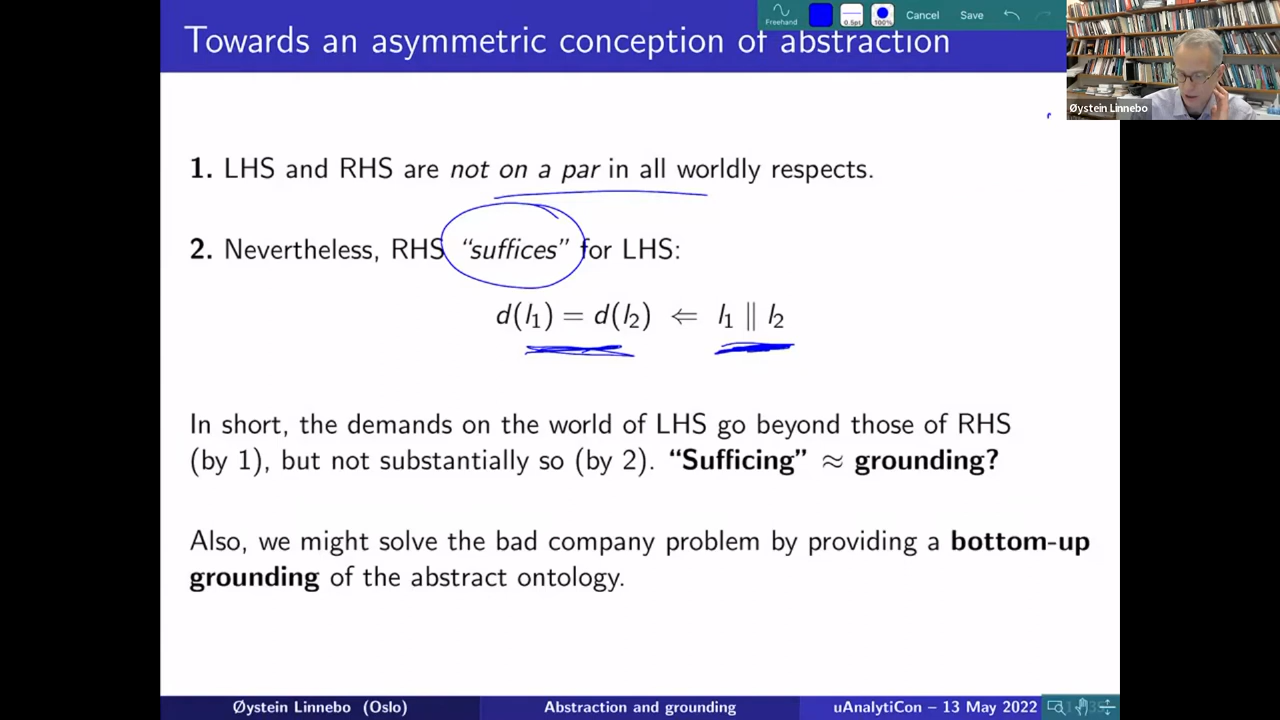 Towards an asymmetric conception of abstraction
Freehand
0.5pt
100%
Cancel
Save
Øystein Linnebo
1. LHS and RHS are not on a par in all worldly respects.
2. Nevertheless, RHS “suffices” for LHS:
d(l₁) = d(l₂) ⇐ l₁ ∥ l₂
In short, the demands on the world of LHS go beyond those of RHS
(by 1), but not substantially so (by 2). “Sufficing” ≈ grounding?
Also, we might solve the bad company problem by providing a bottom-up
grounding of the abstract ontology.
Øystein Linnebo (Oslo)
Abstraction and grounding
uAnalytiCon – 13 May 2022